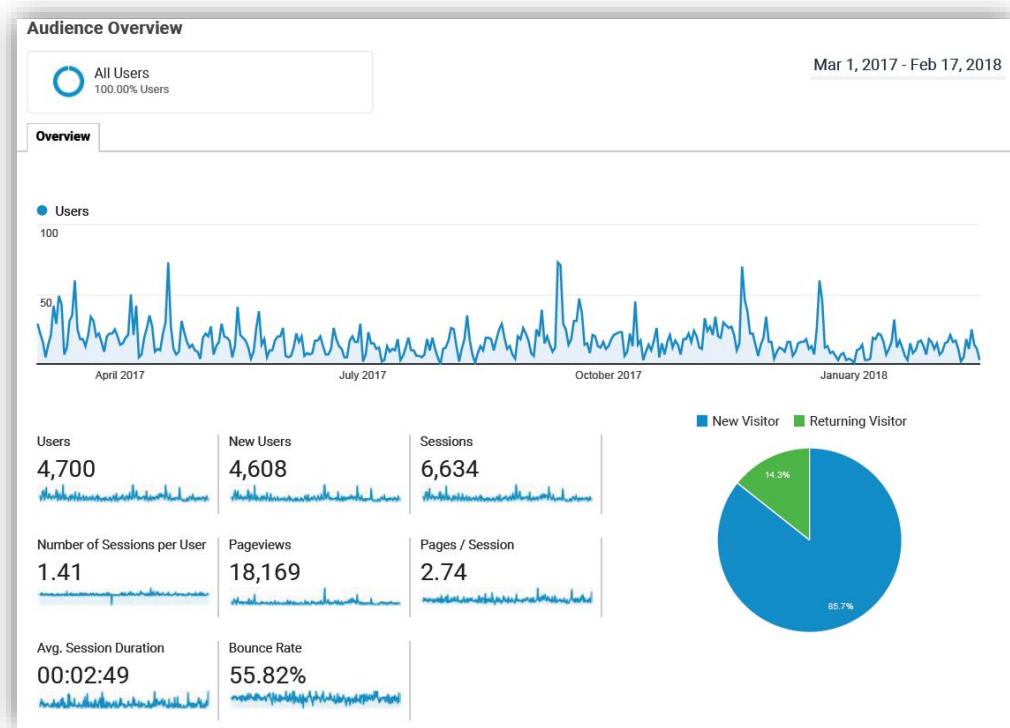 Audience Overview
All Users
100.00% Users
Mar 1, 2017 - Feb 17, 2018
Overview
Users
100
50
April 2017 July 2017 October 2017 January 2018
New Visitor Returning Visitor
Users New Users Sessions
4,700 4,608 6,634
Number of Sessions per User Pageviews Pages / Session
1.41 18,169 2.74
Avg. Session Duration Bounce Rate
00:02:49 55.82%
14.3%
85.7%